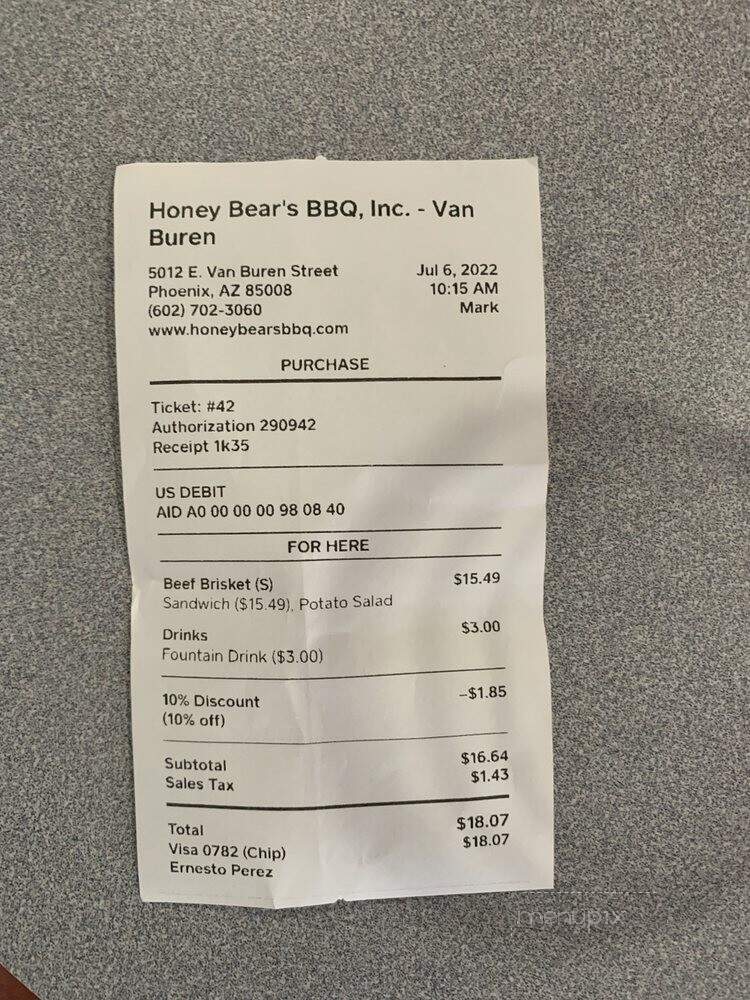 Honey Bear's BBQ, Inc. - Van
Buren
5012 E. Van Buren Street Jul 6, 2022
Phoenix, AZ 85008 10:15 AM
(602) 702-3060 Mark
www.honeybearsbbq.com
PURCHASE
Ticket: #42
Authorization 290942
Receipt 1k35
US DEBIT
AID A0 00 00 00 98 08 40
FOR HERE
Beef Brisket (S) $15.49
Sandwich ($15.49), Potato Salad
Drinks $3.00
Fountain Drink ($3.00)
10% Discount -$1.85
(10% off)
Subtotal $16.64
Sales Tax $1.43
Total $18.07
Visa 0782 (Chip) $18.07
Ernesto Perez
menupix